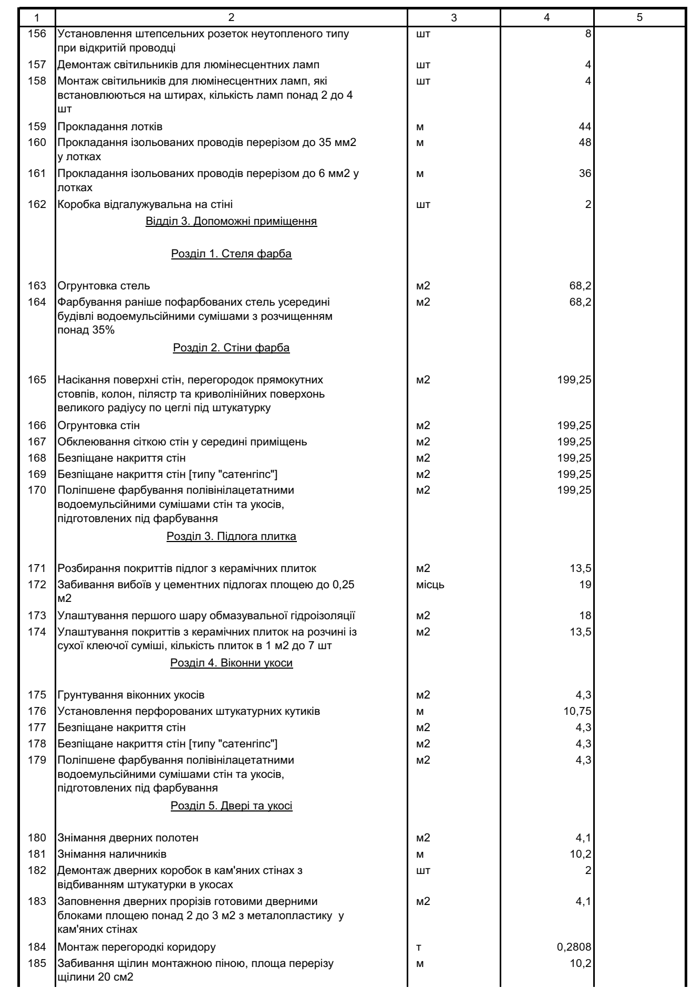 1 2 3 4 5
156 Установлення штепсельних розеток неутопленого типу шт 8
при відкритій проводці
157 Демонтаж світильників для люмінесцентних ламп шт 4
158 Монтаж світильників для люмінесцентних ламп, які шт 4
встановлюються на штирах, кількість ламп понад 2 до 4
шт
159 Прокладання лотків м 44
160 Прокладання ізольованих проводів перерізом до 35 мм2 м 48
у лотках
161 Прокладання ізольованих проводів перерізом до 6 мм2 у м 36
лотках
162 Коробка відгалужувальна на стіні шт 2
Відділ 3. Допоможні приміщення
Розділ 1. Стеля фарба
163 Огрунтовка стель м2 68,2
164 Фарбування раніше пофарбованих стель усередині м2 68,2
будівлі водоемульсійними сумішами з розчищенням
понад 35%
Розділ 2. Стіни фарба
165 Насікання поверхні стін, перегородок прямокутних м2 199,25
стовпів, колон, пілястр та криволінійних поверхонь
великого радіусу по цеглі під штукатурку
166 Огрунтовка стін м2 199,25
167 Обклеювання сіткою стін у середині приміщень м2 199,25
168 Безпіщане накриття стін м2 199,25
169 Безпіщане накриття стін [типу "сатенгіпс"] м2 199,25
170 Поліпшене фарбування полівінілацетатними м2 199,25
водоемульсійними сумішами стін та укосів,
підготовлених під фарбування
Розділ 3. Підлога плитка
171 Розбирання покриттів підлог з керамічних плиток м2 13,5
172 Забивання вибоїв у цементних підлогах площею до 0,25 місць 19
м2
173 Улаштування першого шару обмазувальної гідроізоляції м2 18
174 Улаштування покриттів з керамічних плиток на розчині із м2 13,5
сухої клеючої суміші, кількість плиток в 1 м2 до 7 шт
Розділ 4. Віконни укоси
175 Грунтування віконних укосів м2 4,3
176 Установлення перфорованих штукатурних кутиків м 10,75
177 Безпіщане накриття стін м2 4,3
178 Безпіщане накриття стін [типу "сатенгіпс"] м2 4,3
179 Поліпшене фарбування полівінілацетатними м2 4,3
водоемульсійними сумішами стін та укосів,
підготовлених під фарбування
Розділ 5. Двері та укосі
180 Знімання дверних полотен м2 4,1
181 Знімання наличників м 10,2
182 Демонтаж дверних коробок в кам'яних стінах з шт 2
відбиванням штукатурки в укосах
183 Заповнення дверних прорізів готовими дверними м2 4,1
блоками площею понад 2 до 3 м2 з металопластику у
кам'яних стінах
184 Монтаж перегородкі коридору т 0,2808
185 Забивання щілин монтажною піною, площа перерізу м 10,2
щілини 20 см2